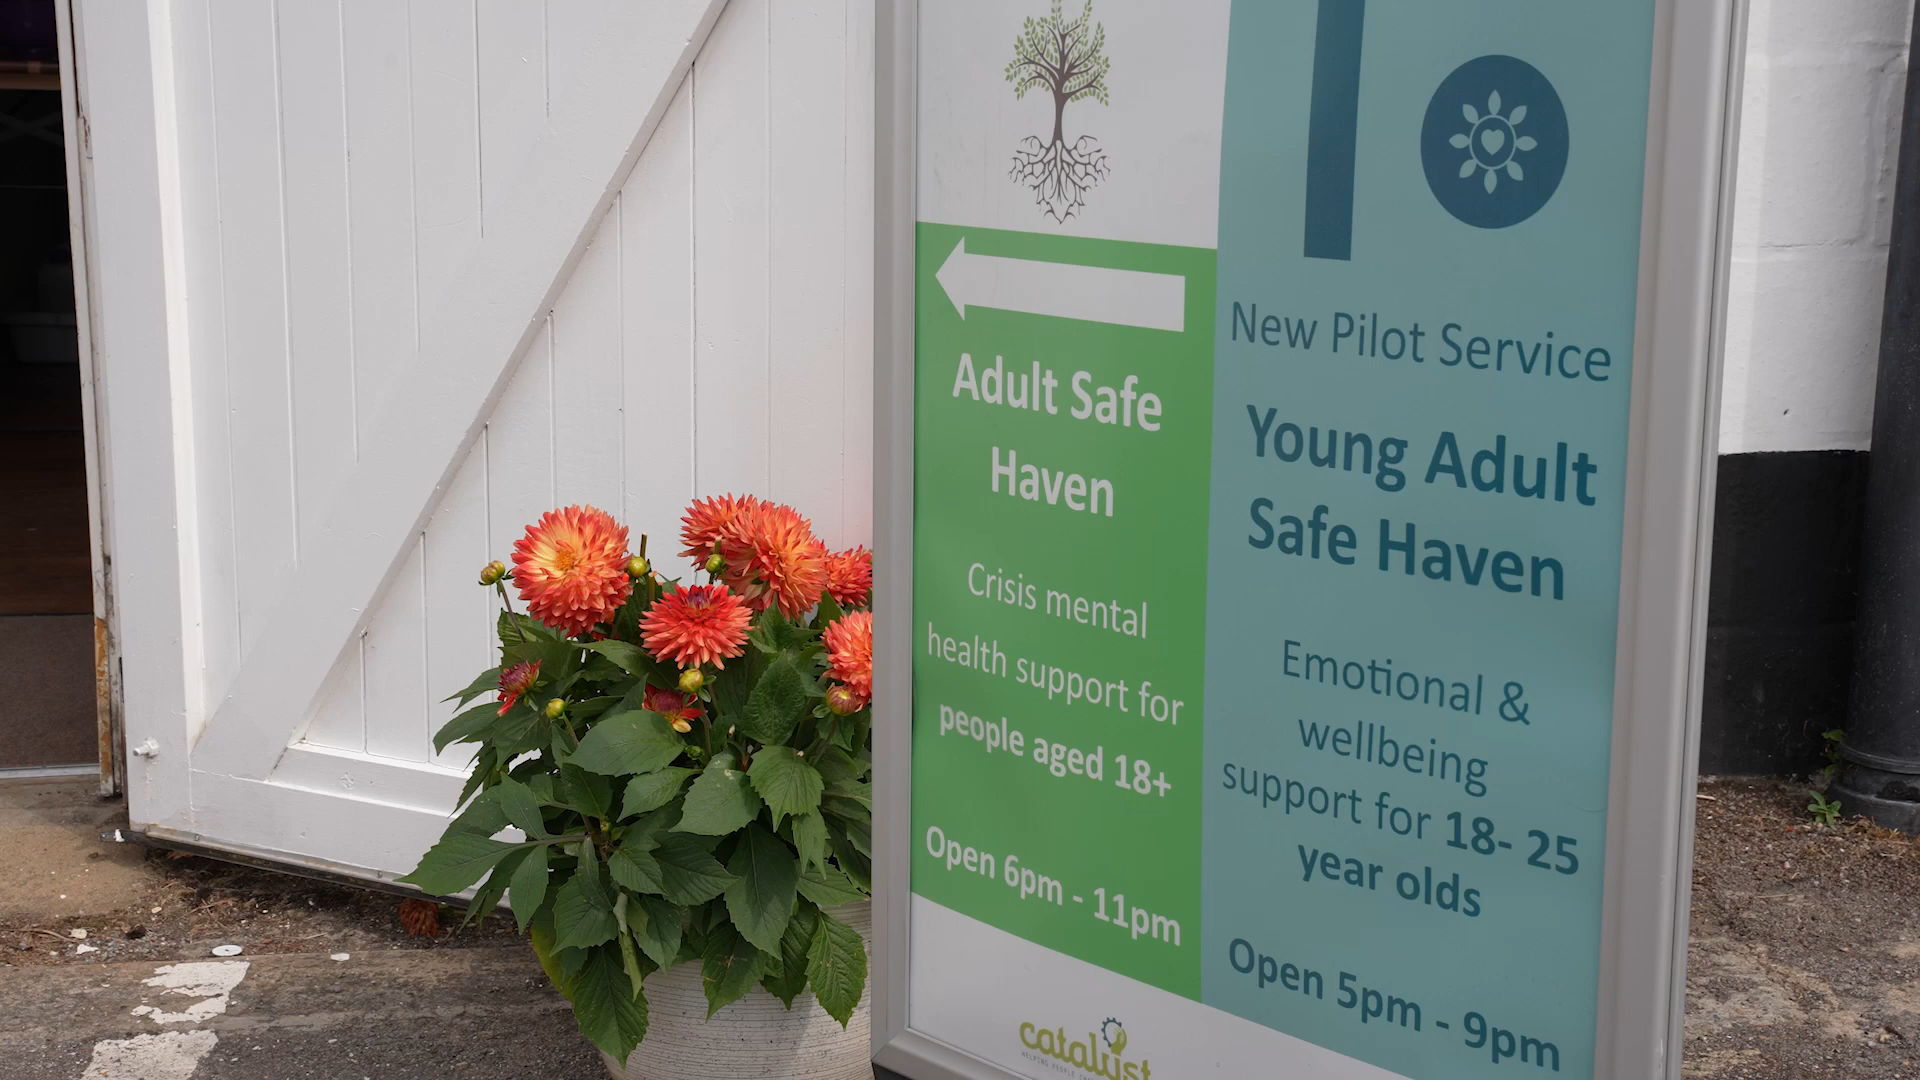 Adult Safe
Haven
Crisis mental
health support for
people aged 18+
Open 6pm - 11pm
catalyst
New Pilot Service
Young Adult
Safe Haven
Emotional &
wellbeing
support for 18- 25
year olds
Open 5pm - 9pm